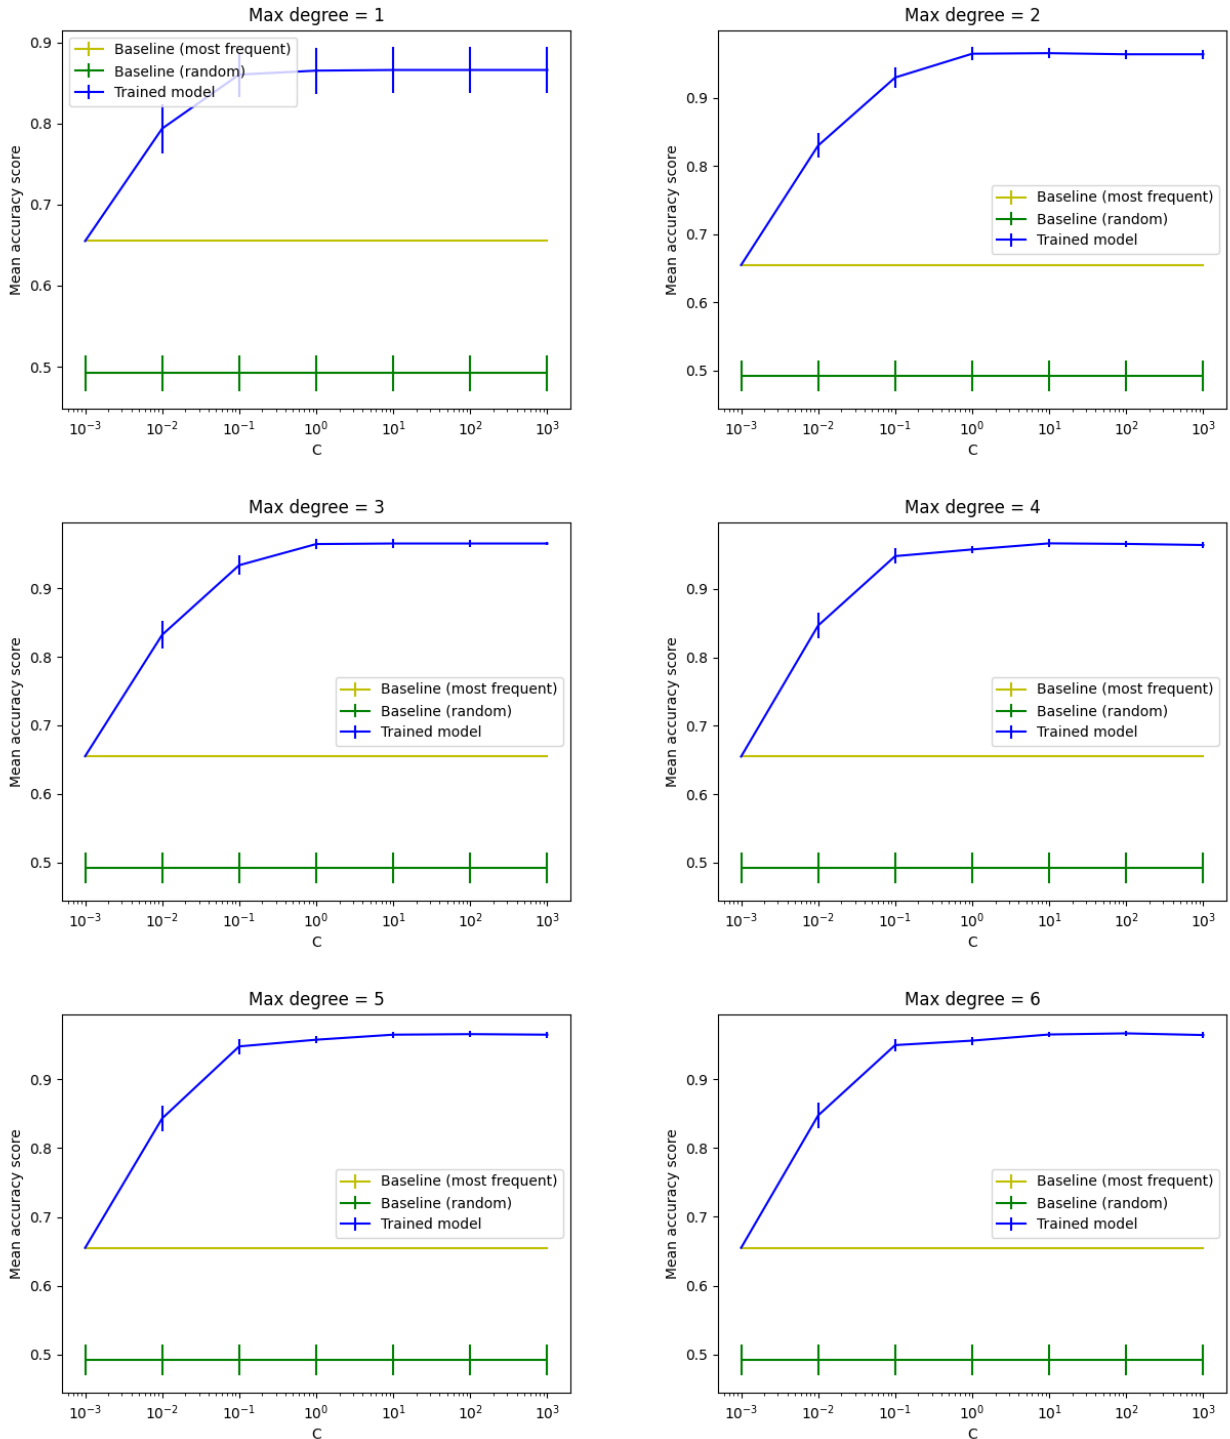 Max degree = 1
Mean accuracy score
0.9
0.8
0.7
0.6
0.5
Baseline (most frequent)
Baseline (random)
Trained model
10⁻³ 10⁻² 10⁻¹ 10⁰ 10¹ 10² 10³
C
Max degree = 2
Mean accuracy score
0.9
0.8
0.7
0.6
0.5
Baseline (most frequent)
Baseline (random)
Trained model
10⁻³ 10⁻² 10⁻¹ 10⁰ 10¹ 10² 10³
C
Max degree = 3
Mean accuracy score
0.9
0.8
0.7
0.6
0.5
Baseline (most frequent)
Baseline (random)
Trained model
10⁻³ 10⁻² 10⁻¹ 10⁰ 10¹ 10² 10³
C
Max degree = 4
Mean accuracy score
0.9
0.8
0.7
0.6
0.5
Baseline (most frequent)
Baseline (random)
Trained model
10⁻³ 10⁻² 10⁻¹ 10⁰ 10¹ 10² 10³
C
Max degree = 5
Mean accuracy score
0.9
0.8
0.7
0.6
0.5
Baseline (most frequent)
Baseline (random)
Trained model
10⁻³ 10⁻² 10⁻¹ 10⁰ 10¹ 10² 10³
C
Max degree = 6
Mean accuracy score
0.9
0.8
0.7
0.6
0.5
Baseline (most frequent)
Baseline (random)
Trained model
10⁻³ 10⁻² 10⁻¹ 10⁰ 10¹ 10² 10³
C